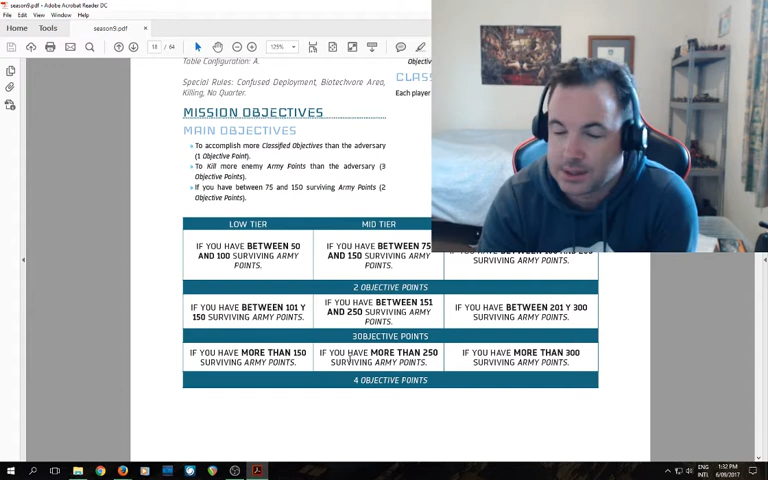 season9.pdf - Adobe Acrobat Reader DC
File Edit View Window Help
Home Tools season9.pdf ×
18 / 64 125%
Table Configuration: A.
Special Rules: Confused Deployment, Biotechvore Area,
Killing, No Quarter.
MISSION OBJECTIVES
MAIN OBJECTIVES
To accomplish more Classified Objectives than the adversary
(1 Objective Point).
To Kill more enemy Army Points than the adversary (3
Objective Points).
If you have between 75 and 150 surviving Army Points (2
Objective Points).
Objectiv
CLAS
Each player
LOW TIER MID TIER
IF YOU HAVE BETWEEN 50
AND 100 SURVIVING ARMY
POINTS.
IF YOU HAVE BETWEEN 75
AND 150 SURVIVING ARMY
POINTS.
SURVIVING ARMY POINTS.
2 OBJECTIVE POINTS
IF YOU HAVE BETWEEN 101 Y
150 SURVIVING ARMY POINTS.
IF YOU HAVE BETWEEN 151
AND 250 SURVIVING ARMY
POINTS.
IF YOU HAVE BETWEEN 201 Y 300
SURVIVING ARMY POINTS.
3OBJECTIVE POINTS
IF YOU HAVE MORE THAN 150
SURVIVING ARMY POINTS.
IF YOU HAVE MORE THAN 250
SURVIVING ARMY POINTS.
IF YOU HAVE MORE THAN 300
SURVIVING ARMY POINTS.
4 OBJECTIVE POINTS
ENG
INTL
1:32 PM
6/09/2017